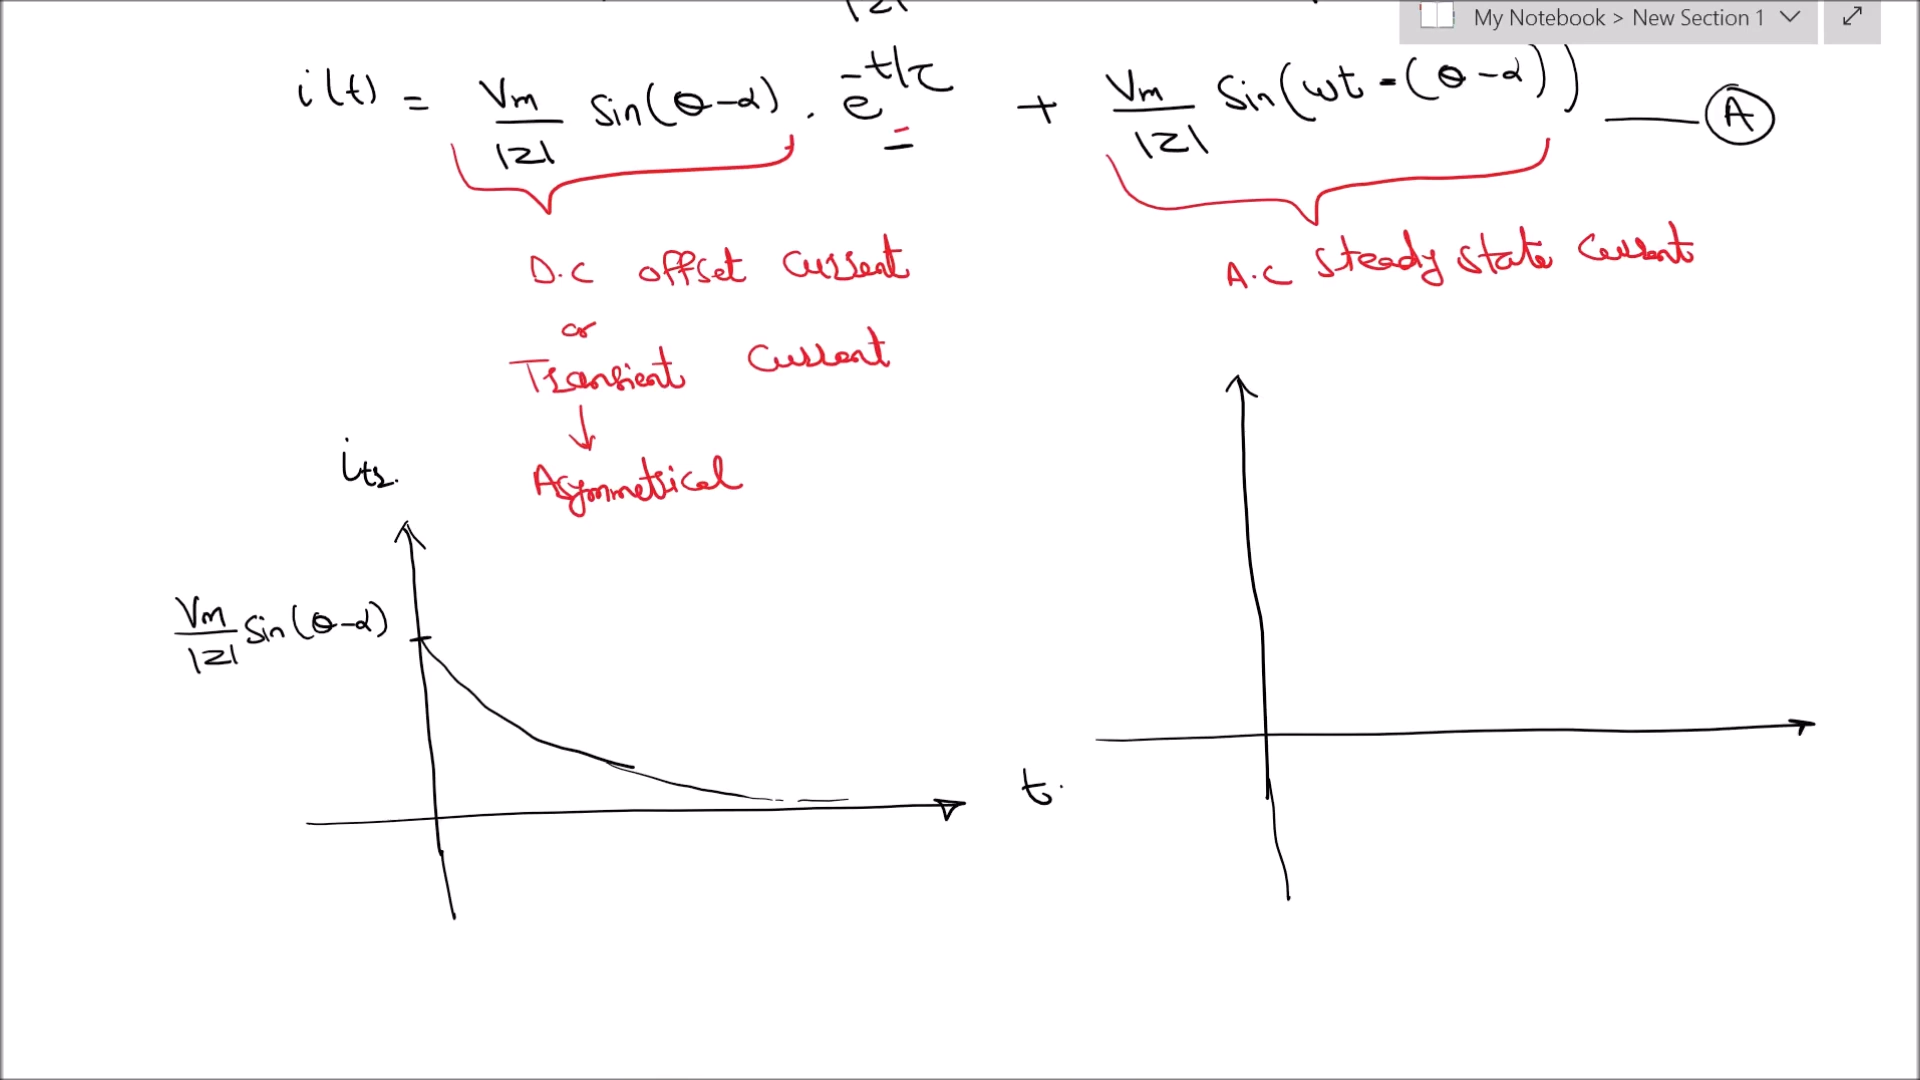 My Notebook > New Section 1
i(t) = Vm/|z| Sin(θ-α) . e^-t/τ + Vm/|z| Sin(ωt-(θ-α)) — A
D.C offset current
A.C Steady state current
or
Transient current
↓
Asymmetrical
itr.
Vm/|z| Sin(θ-α)
t.